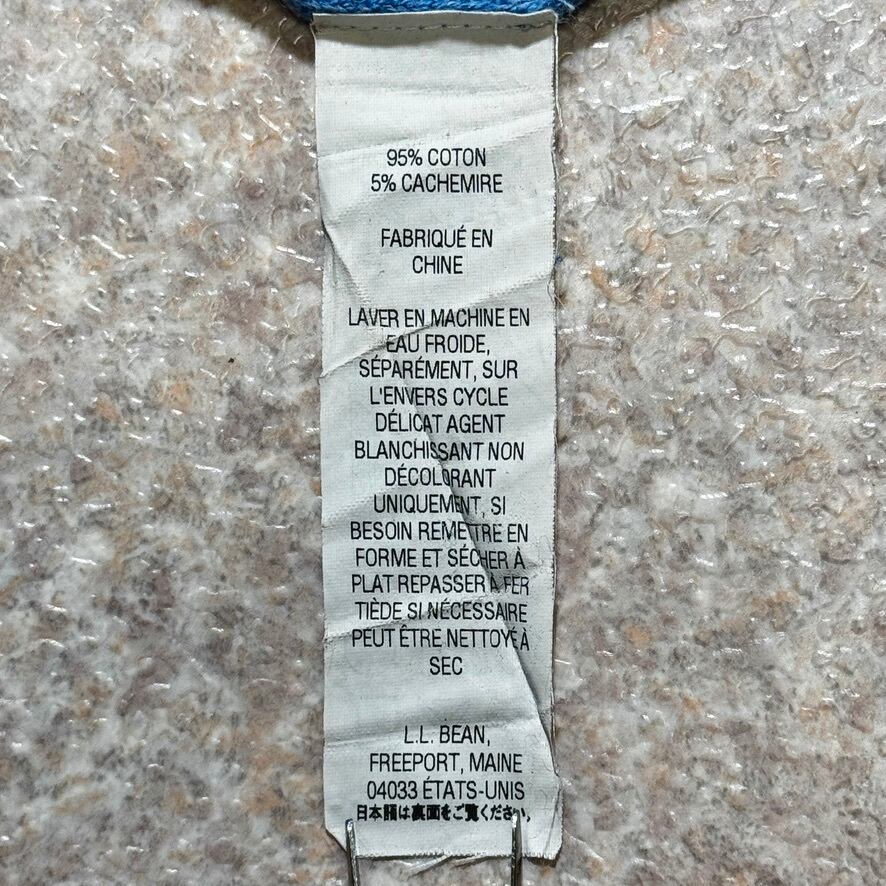 95% COTON
5% CACHEMIRE
FABRIQUÉ EN
CHINE
LAVER EN MACHINE EN
EAU FROIDE,
SÉPARÉMENT, SUR
L'ENVERS CYCLE
DÉLICAT AGENT
BLANCHISSANT NON
DÉCOLORANT
UNIQUEMENT, SI
BESOIN REMETTRE EN
FORME ET SÉCHER À
PLAT REPASSER À FER
TIÈDE SI NÉCESSAIRE
PEUT ÊTRE NETTOYÉ À
SEC
L.L. BEAN,
FREEPORT, MAINE
04033 ÉTATS-UNIS
日本語は裏面をご覧ください。